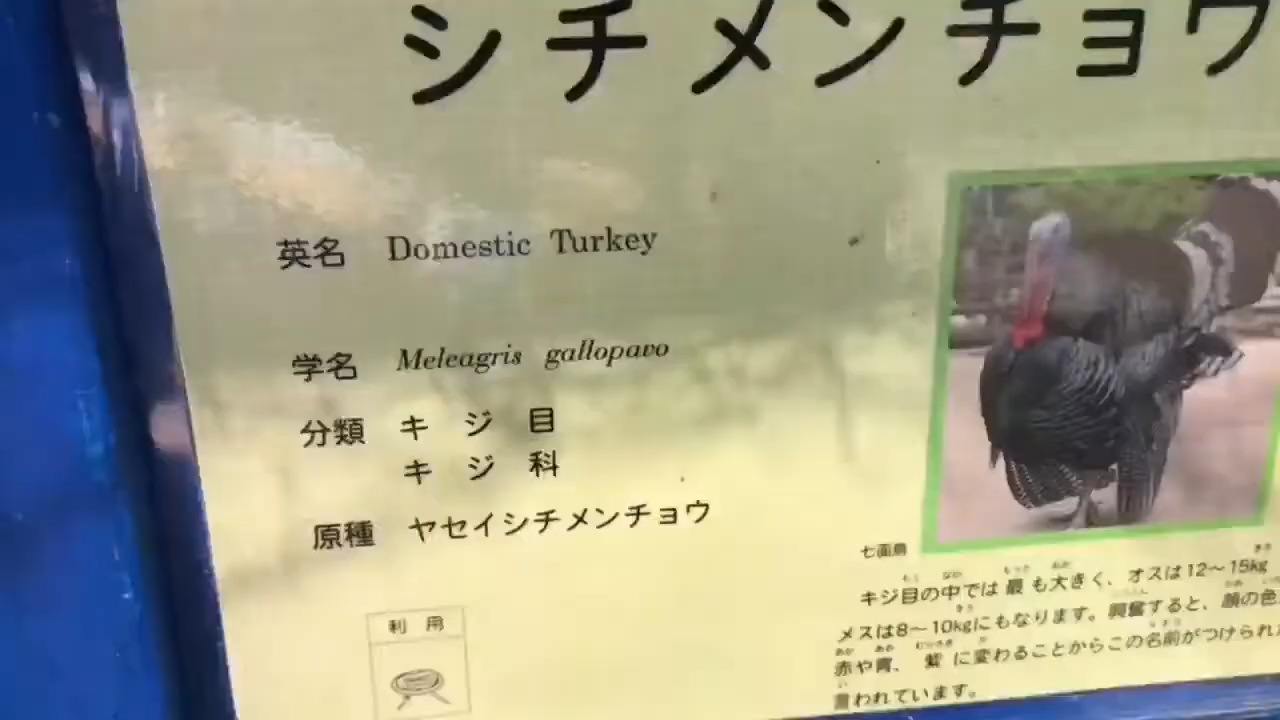 シチメンチョウ
英名 Domestic Turkey
学名 Meleagris gallopavo
分類 キジ目
キジ科
原種 ヤセイシチメンチョウ
利用
七面鳥
キジ目の中では最も大きく、オスは12〜15kg
メスは8〜10kgにもなります。興奮すると、顔の色
赤や青、紫に変わることからこの名前がつけられた
言われています。